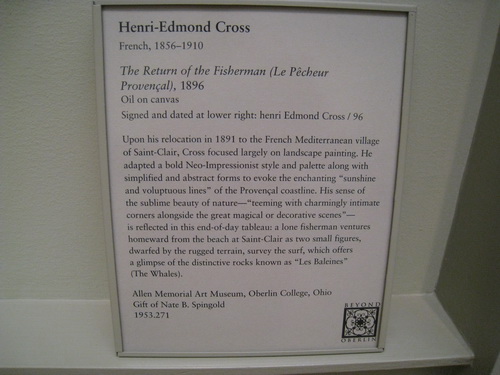 Henri-Edmond Cross
French, 1856–1910
The Return of the Fisherman (Le Pêcheur
Provençal), 1896
Oil on canvas
Signed and dated at lower right: henri Edmond Cross / 96
Upon his relocation in 1891 to the French Mediterranean village
of Saint-Clair, Cross focused largely on landscape painting. He
adapted a bold Neo-Impressionist style and palette along with
simplified and abstract forms to evoke the enchanting “sunshine
and voluptuous lines” of the Provençal coastline. His sense of
the sublime beauty of nature—“teeming with charmingly intimate
corners alongside the great magical or decorative scenes”—
is reflected in this end-of-day tableau: a lone fisherman ventures
homeward from the beach at Saint-Clair as two small figures,
dwarfed by the rugged terrain, survey the surf, which offers
a glimpse of the distinctive rocks known as “Les Baleines”
(The Whales).
Allen Memorial Art Museum, Oberlin College, Ohio
Gift of Nate B. Spingold
1953.271
BEYOND
OBERLIN